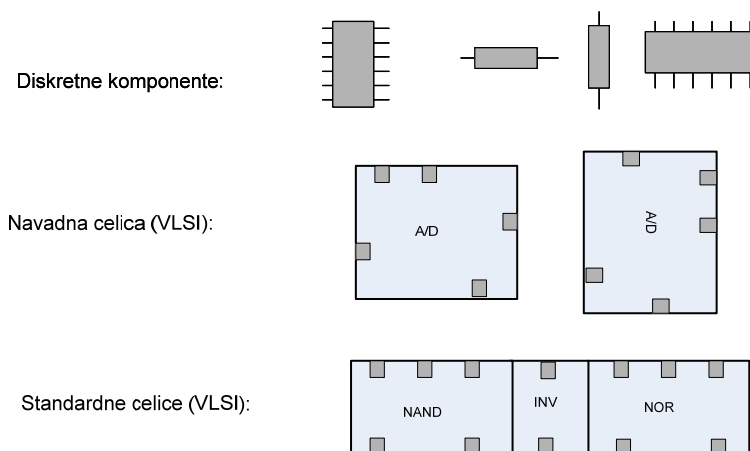 Diskretne komponente:
Navadna celica (VLSI):
A/D
A/D
Standardne celice (VLSI):
NAND
INV
NOR